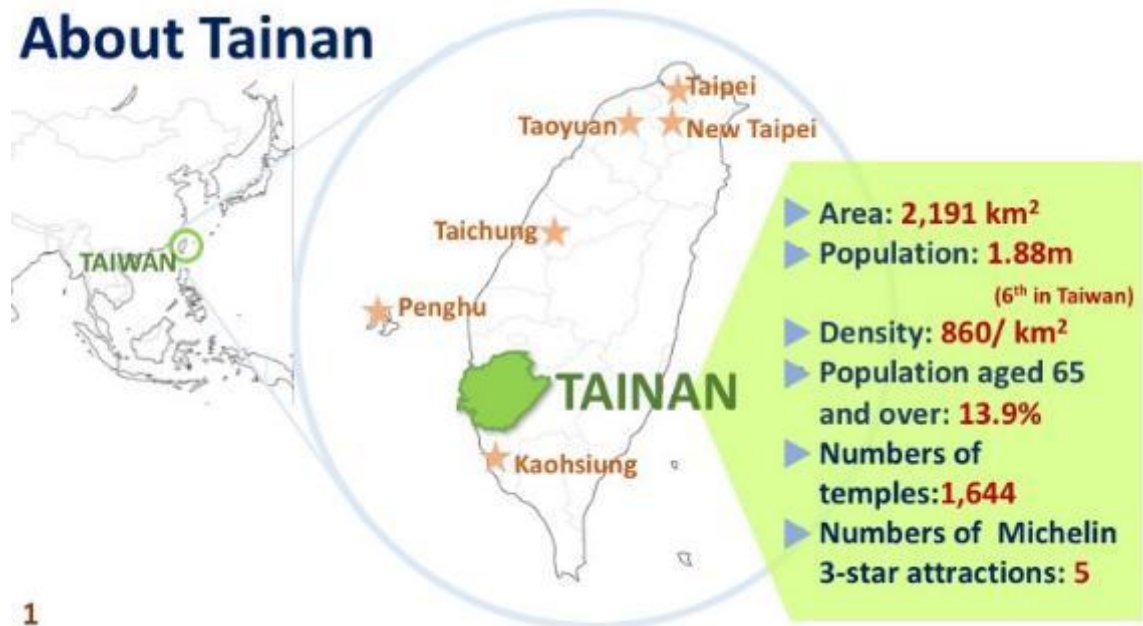 About Tainan
TAIWAN
Taipei
Taoyuan
New Taipei
Taichung
Penghu
TAINAN
Kaohsiung
Area: 2,191 km²
Population: 1.88m
(6th in Taiwan)
Density: 860/ km²
Population aged 65
and over: 13.9%
Numbers of
temples:1,644
Numbers of Michelin
3-star attractions: 5
1